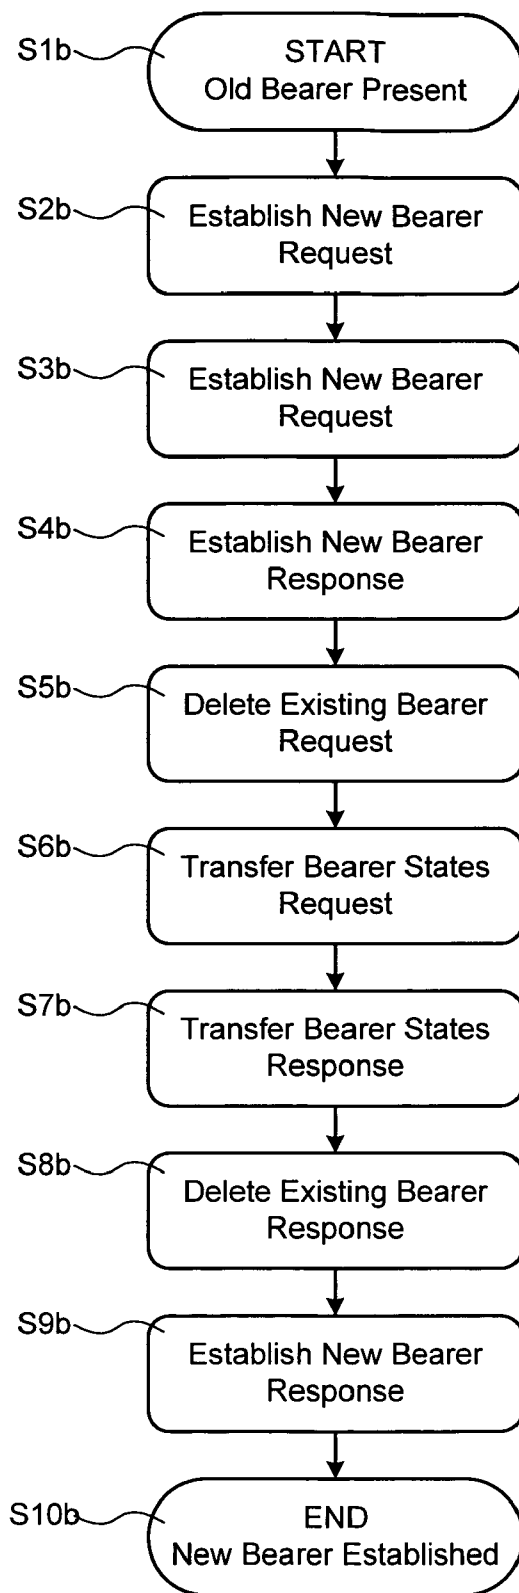 S1b
START
Old Bearer Present
S2b
Establish New Bearer
Request
S3b
Establish New Bearer
Request
S4b
Establish New Bearer
Response
S5b
Delete Existing Bearer
Request
S6b
Transfer Bearer States
Request
S7b
Transfer Bearer States
Response
S8b
Delete Existing Bearer
Response
S9b
Establish New Bearer
Response
S10b
END
New Bearer Established